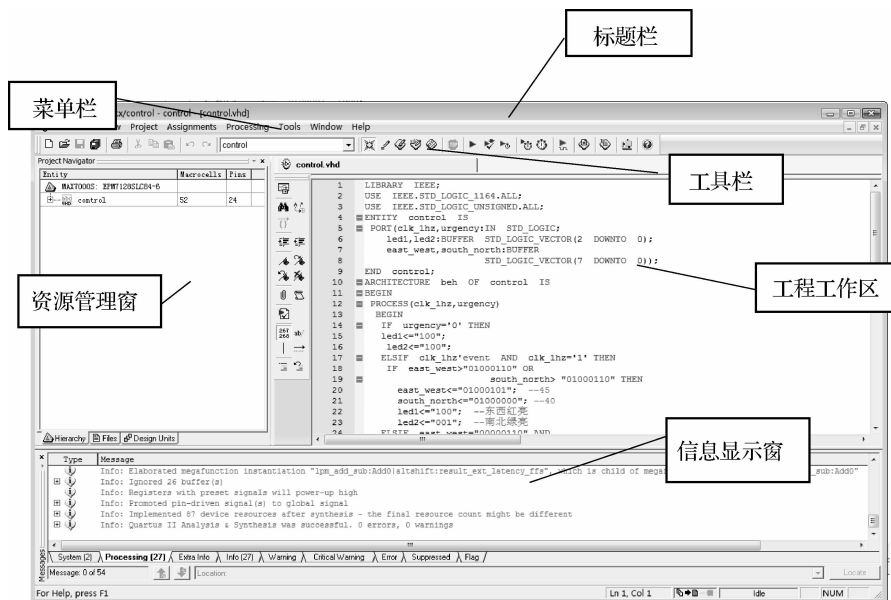 标题栏
菜单栏
x/control - control - [control.vhd]
Project Assignments Processing Tools Window Help
control
工具栏
Project Navigator
control.vhd
Entity Macrocells Pins
MAX7000S: EPM7128SLC84-6
control 52 24
资源管理窗
1 LIBRARY IEEE;
2 USE IEEE.STD_LOGIC_1164.ALL;
3 USE IEEE.STD_LOGIC_UNSIGNED.ALL;
4 ENTITY control IS
5 PORT(clk_1hz,urgency:IN STD_LOGIC;
6 led1,led2:BUFFER STD_LOGIC_VECTOR(2 DOWNTO 0);
7 east_west,south_north:BUFFER
8 STD_LOGIC_VECTOR(7 DOWNTO 0));
9 END control;
10 ARCHITECTURE beh OF control IS
11 BEGIN
12 PROCESS(clk_1hz,urgency)
13 BEGIN
14 IF urgency='0' THEN
15 led1<="100";
16 led2<="100";
17 ELSIF clk_1hz'event AND clk_1hz='1' THEN
18 IF east_west>"01000110" OR
19 south_north> "01000110" THEN
20 east_west<="01000101"; --45
21 south_north<="01000000"; --40
22 led1<="100"; --东西红亮
23 led2<="001"; --南北绿亮
24 ELSIF east_west="00000110" AND
工程工作区
267
268 ab/
Hierarchy Files Design Units
信息显示窗
Type Message
Info: Elaborated megafunction instantiation "lpm_add_sub:Add0|altshift:result_ext_latency_ffs", which is child of mega sub:Add0"
Info: Ignored 26 buffer(s)
Info: Registers with preset signals will power-up high
Info: Promoted pin-driven signal(s) to global signal
Info: Implemented 87 device resources after synthesis - the final resource count might be different
Info: Quartus II Analysis & Synthesis was successful. 0 errors, 0 warnings
System (2) Processing (27) Extra Info Info (27) Warning Critical Warning Error Suppressed Flag
Messages
Message: 0 of 54 Location: Locate
For Help, press F1 Ln 1, Col 1 Idle NUM